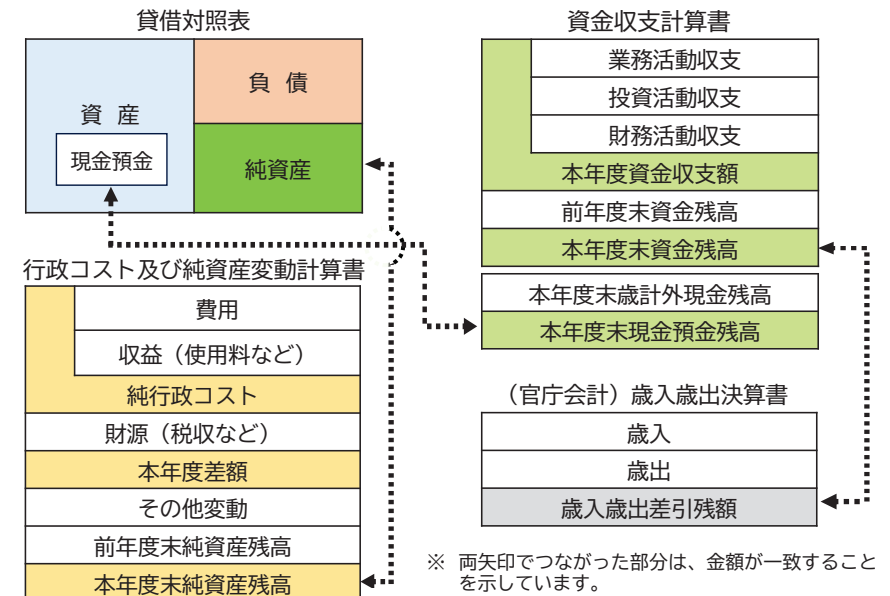 貸借対照表
資 産
現金預金
負 債
純資産
行政コスト及び純資産変動計算書
費用
収益（使用料など）
純行政コスト
財源（税収など）
本年度差額
その他変動
前年度末純資産残高
本年度末純資産残高
資金収支計算書
業務活動収支
投資活動収支
財務活動収支
本年度資金収支額
前年度末資金残高
本年度末資金残高
本年度末歳計外現金残高
本年度末現金預金残高
（官庁会計）歳入歳出決算書
歳入
歳出
歳入歳出差引残額
※ 両矢印でつながった部分は、金額が一致すること
を示しています。